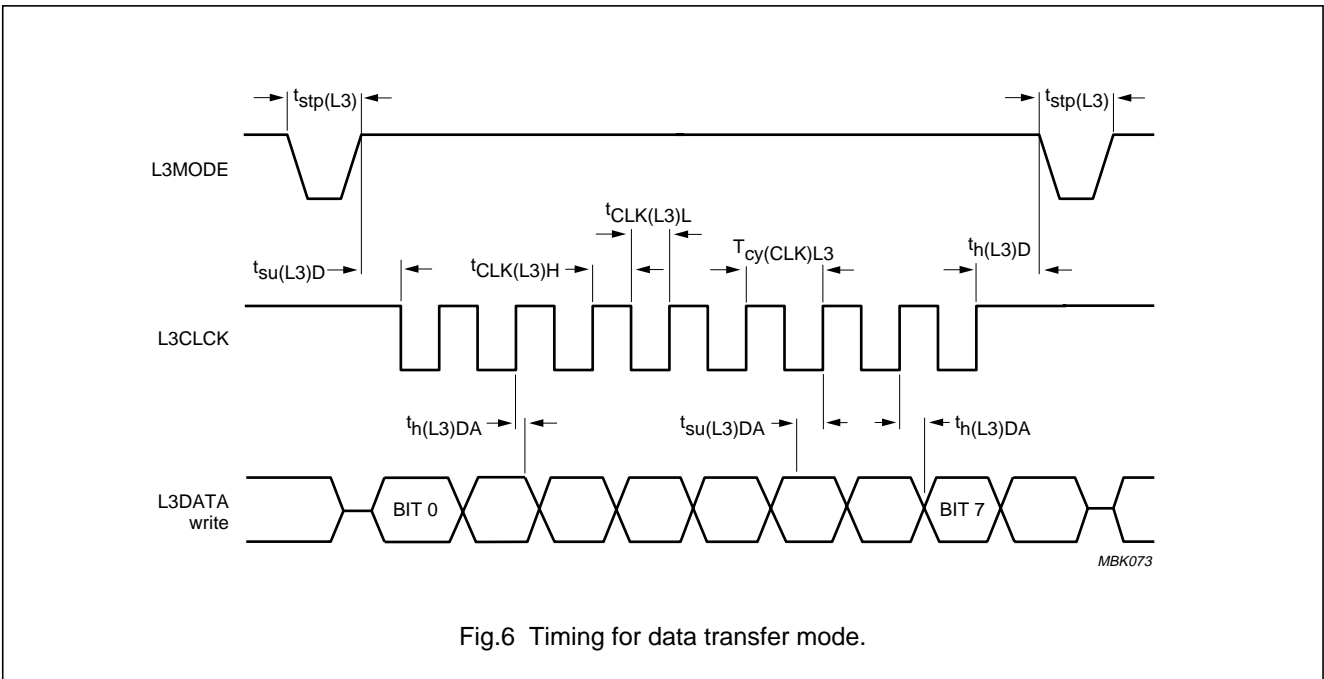 tstp(L3) tstp(L3)
L3MODE
tCLK(L3)L
tsu(L3)D tCLK(L3)H Tcy(CLK)L3 th(L3)D
L3CLCK
th(L3)DA tsu(L3)DA th(L3)DA
L3DATA
write
BIT 0 BIT 7
MBK073
Fig.6 Timing for data transfer mode.